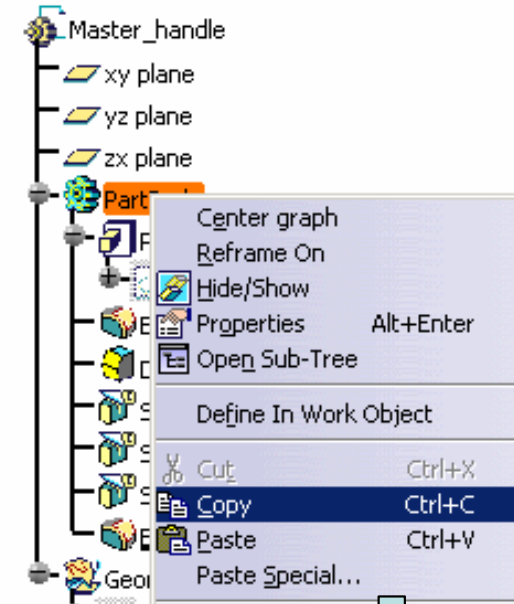 Master_handle
xy plane
yz plane
zx plane
Center graph
Reframe On
Hide/Show
Properties Alt+Enter
Open Sub-Tree
Define In Work Object
Cut Ctrl+X
Copy Ctrl+C
Paste Ctrl+V
Paste Special...